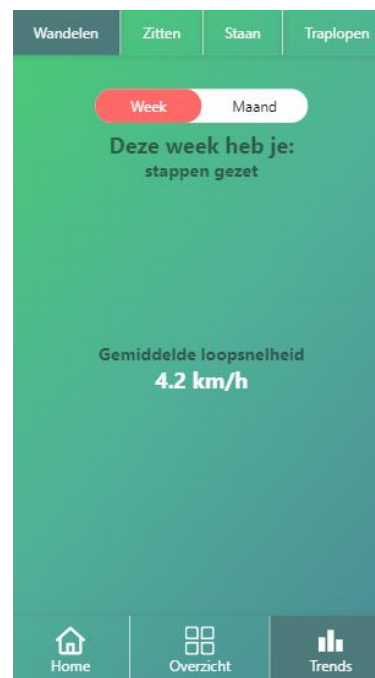 Wandelen Zitten Staan Traplopen
Week Maand
Deze week heb je:
stappen gezet
Gemiddelde loopsnelheid
4.2 km/h
Home Overzicht Trends